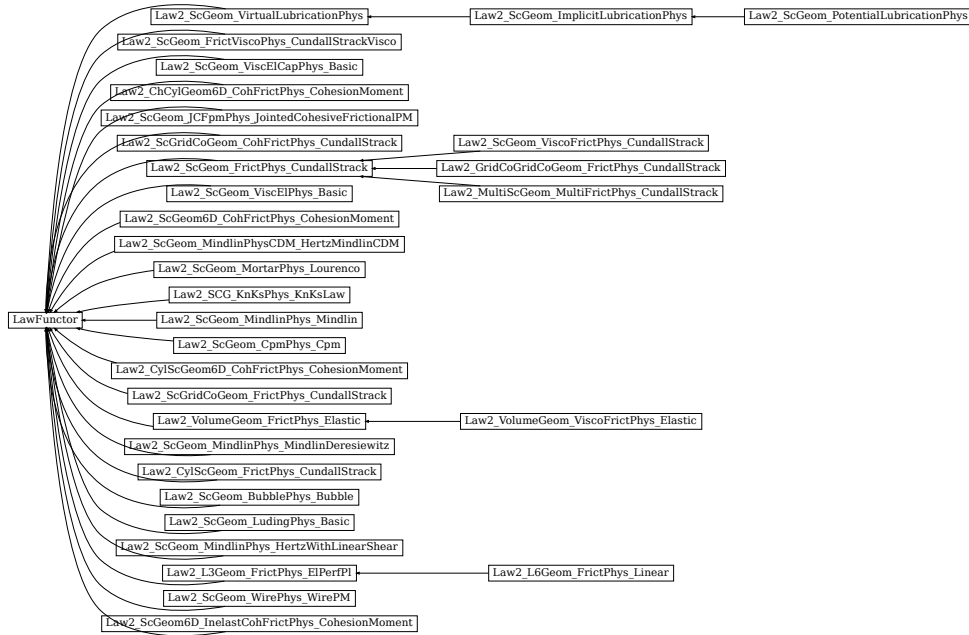 Law2_ScGeom_VirtualLubricationPhys
Law2_ScGeom_ImplicitLubricationPhys
Law2_ScGeom_PotentialLubricationPhys
Law2_ScGeom_FrictViscoPhys_CundallStrackVisco
Law2_ScGeom_ViscElCapPhys_Basic
Law2_ChCylGeom6D_CohFrictPhys_CohesionMoment
Law2_ScGeom_JCFpmPhys_JointedCohesiveFrictionalPM
Law2_ScGridCoGeom_CohFrictPhys_CundallStrack
Law2_ScGeom_ViscoFrictPhys_CundallStrack
Law2_ScGeom_FrictPhys_CundallStrack
Law2_GridCoGridCoGeom_FrictPhys_CundallStrack
Law2_ScGeom_ViscElPhys_Basic
Law2_MultiScGeom_MultiFrictPhys_CundallStrack
Law2_ScGeom6D_CohFrictPhys_CohesionMoment
Law2_ScGeom_MindlinPhysCDM_HertzMindlinCDM
Law2_ScGeom_MortarPhys_Lourenco
Law2_SCG_KnKsPhys_KnKsLaw
LawFunctor
Law2_ScGeom_MindlinPhys_Mindlin
Law2_ScGeom_CpmPhys_Cpm
Law2_CylScGeom6D_CohFrictPhys_CohesionMoment
Law2_ScGridCoGeom_FrictPhys_CundallStrack
Law2_VolumeGeom_FrictPhys_Elastic
Law2_VolumeGeom_ViscoFrictPhys_Elastic
Law2_ScGeom_MindlinPhys_MindlinDeresiewitz
Law2_CylScGeom_FrictPhys_CundallStrack
Law2_ScGeom_BubblePhys_Bubble
Law2_ScGeom_LudingPhys_Basic
Law2_ScGeom_MindlinPhys_HertzWithLinearShear
Law2_L3Geom_FrictPhys_ElPerfPl
Law2_L6Geom_FrictPhys_Linear
Law2_ScGeom_WirePhys_WirePM
Law2_ScGeom6D_InelastCohFrictPhys_CohesionMoment